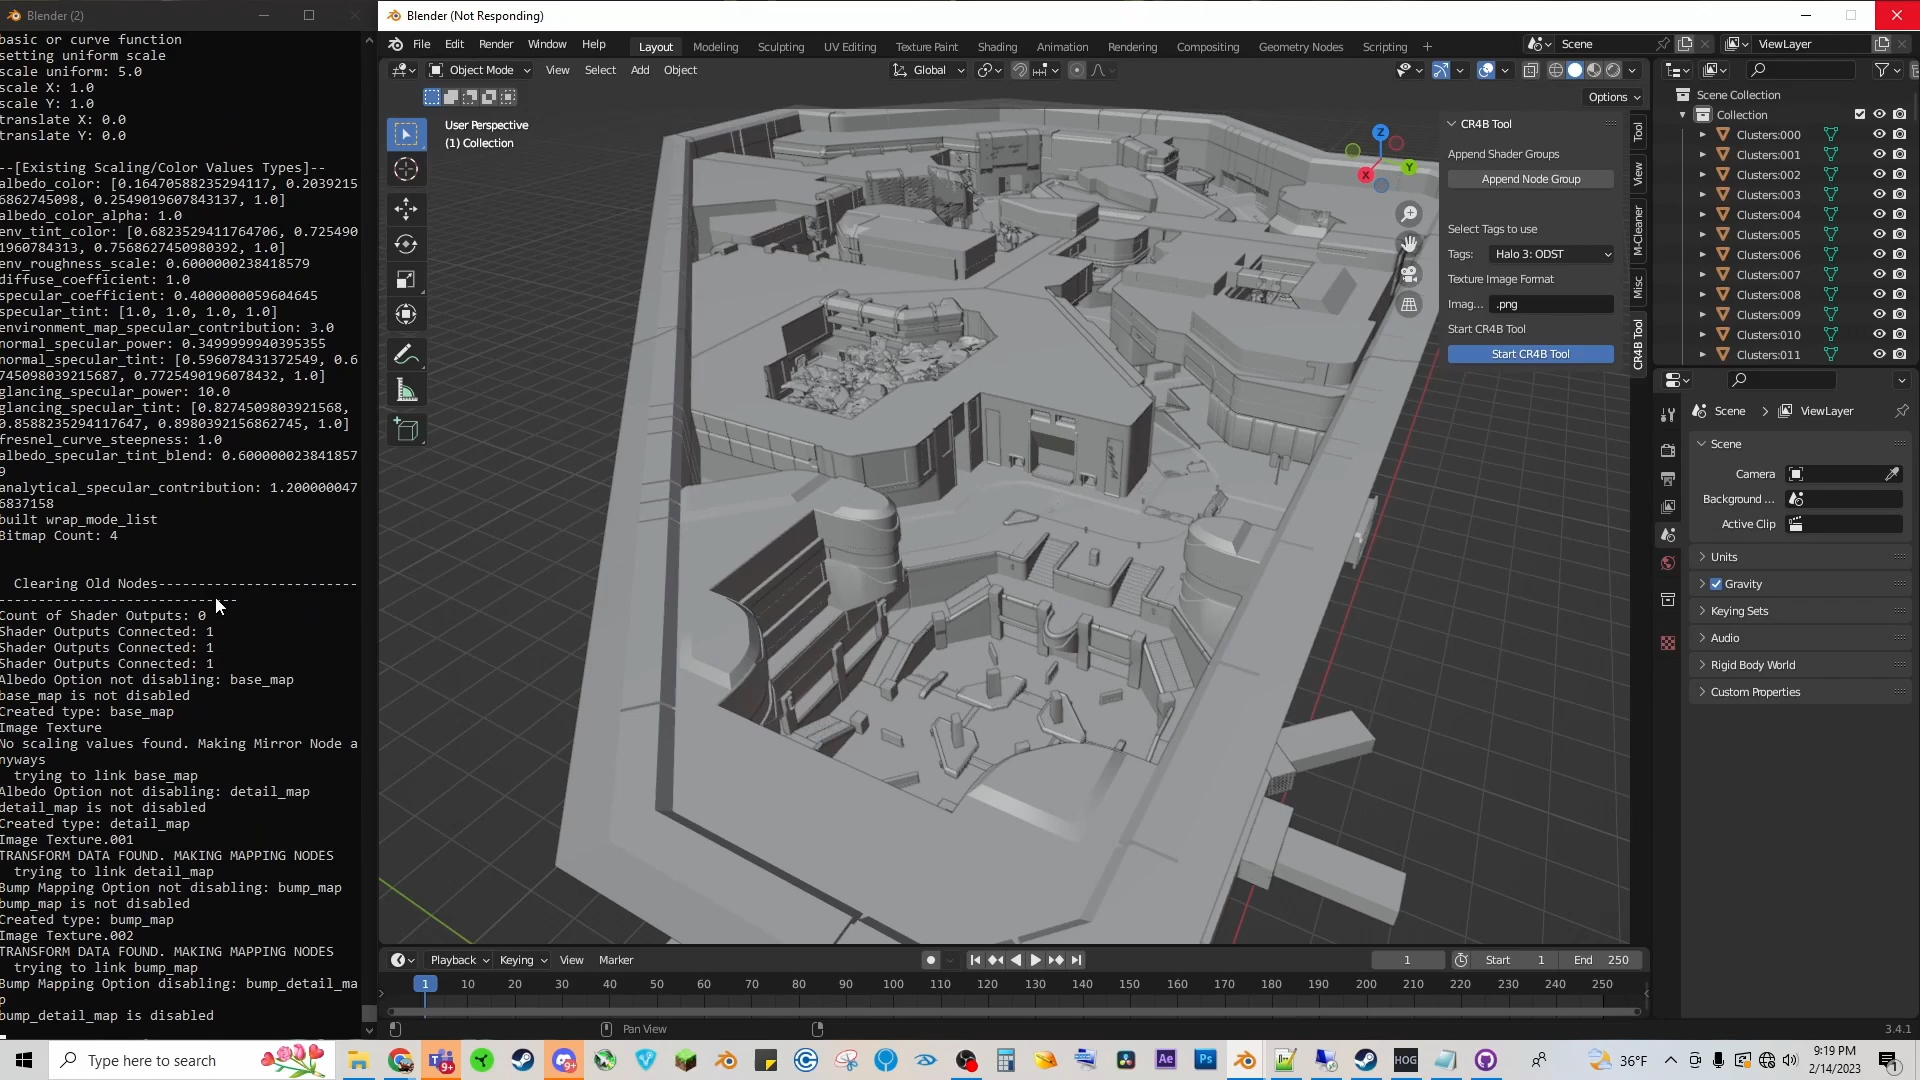 Blender (2)
basic or curve function
setting uniform scale
scale uniform: 5.0
scale X: 1.0
scale Y: 1.0
translate X: 0.0
translate Y: 0.0
--[Existing Scaling/Color Values Types]--
albedo_color: [0.16470588235294117, 0.2039215
6862745098, 0.2549019607843137, 1.0]
albedo_color_alpha: 1.0
env_tint_color: [0.6823529411764706, 0.725490
1960784313, 0.7568627450980392, 1.0]
env_roughness_scale: 0.6000000238418579
diffuse_coefficient: 1.0
specular_coefficient: 0.4000000059604645
specular_tint: [1.0, 1.0, 1.0, 1.0]
environment_map_specular_contribution: 3.0
normal_specular_power: 0.3499999940395355
normal_specular_tint: [0.596078431372549, 0.6
745098039215687, 0.7725490196078432, 1.0]
glancing_specular_power: 10.0
glancing_specular_tint: [0.8274509803921568,
0.8588235294117647, 0.8980392156862745, 1.0]
fresnel_curve_steepness: 1.0
albedo_specular_tint_blend: 0.600000023841857
9
analytical_specular_contribution: 1.200000047
6837158
built wrap_mode_list
Bitmap Count: 4
Clearing Old Nodes-------------------------
------------------------------
Count of Shader Outputs: 0
Shader Outputs Connected: 1
Shader Outputs Connected: 1
Shader Outputs Connected: 1
Albedo Option not disabling: base_map
base_map is not disabled
Created type: base_map
Image Texture
No scaling values found. Making Mirror Node a
nyways
trying to link base_map
Albedo Option not disabling: detail_map
detail_map is not disabled
Created type: detail_map
Image Texture.001
TRANSFORM DATA FOUND. MAKING MAPPING NODES
trying to link detail_map
Bump Mapping Option not disabling: bump_map
bump_map is not disabled
Created type: bump_map
Image Texture.002
TRANSFORM DATA FOUND. MAKING MAPPING NODES
trying to link bump_map
Bump Mapping Option disabling: bump_detail_ma
p
bump_detail_map is disabled
Blender (Not Responding)
File Edit Render Window Help Layout Modeling Sculpting UV Editing Texture Paint Shading Animation Rendering Compositing Geometry Nodes Scripting + Scene ViewLayer
Object Mode View Select Add Object Global
Options
User Perspective
(1) Collection
Z
Y
X
CR4B Tool
Append Shader Groups
Append Node Group
Select Tags to use
Tags: Halo 3: ODST
Texture Image Format
Imag... .png
Start CR4B Tool
Start CR4B Tool
Tool
View
M-Cleaner
Misc
CR4B Tool
Scene Collection
Collection
Clusters:000
Clusters:001
Clusters:002
Clusters:003
Clusters:004
Clusters:005
Clusters:006
Clusters:007
Clusters:008
Clusters:009
Clusters:010
Clusters:011
Scene ViewLayer
Scene
Camera
Background ...
Active Clip
Units
Gravity
Keying Sets
Audio
Rigid Body World
Custom Properties
Playback Keying View Marker 1 Start 1 End 250
1 10 20 30 40 50 60 70 80 90 100 110 120 130 140 150 160 170 180 190 200 210 220 230 240 250
Pan View
3.4.1
Type here to search
9+
9+
Ae
Ps
HOG
36°F
9:19 PM
2/14/2023
1